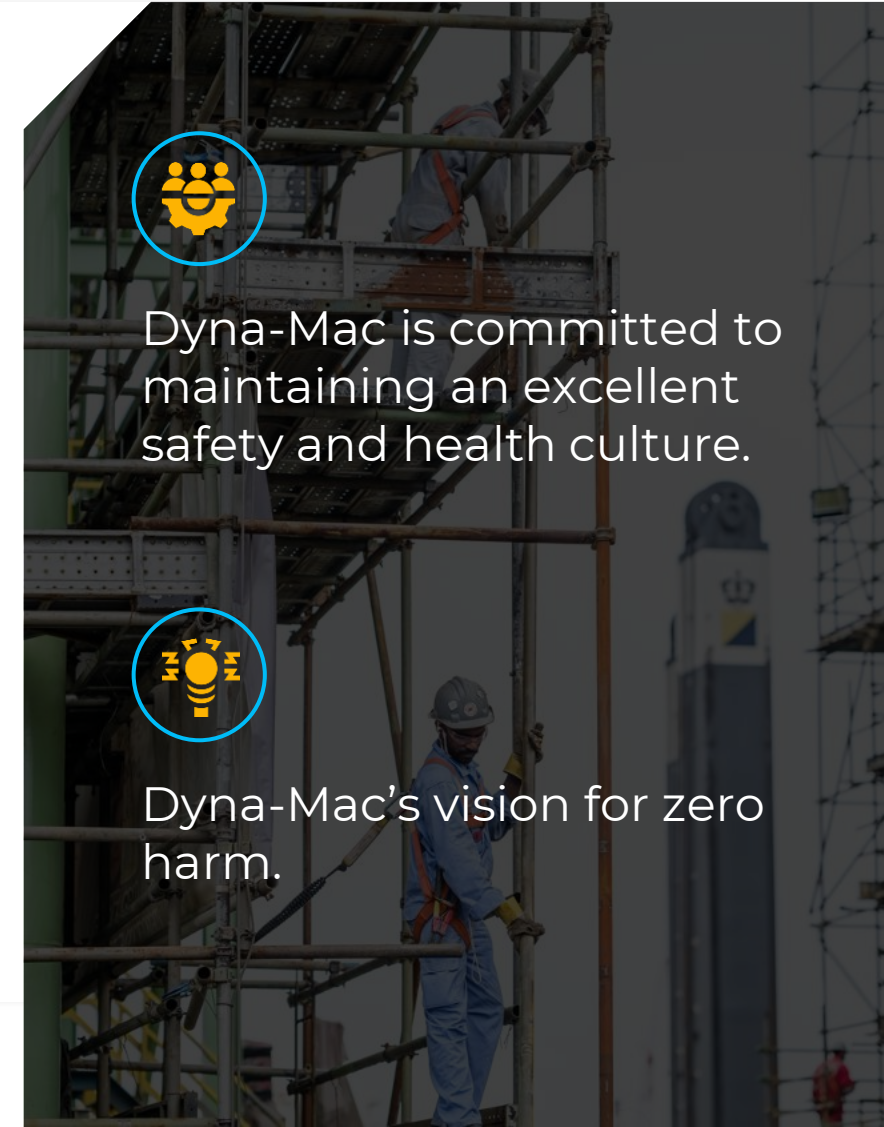 Dyna-Mac is committed to
maintaining an excellent
safety and health culture.
Dyna-Mac’s vision for zero
harm.